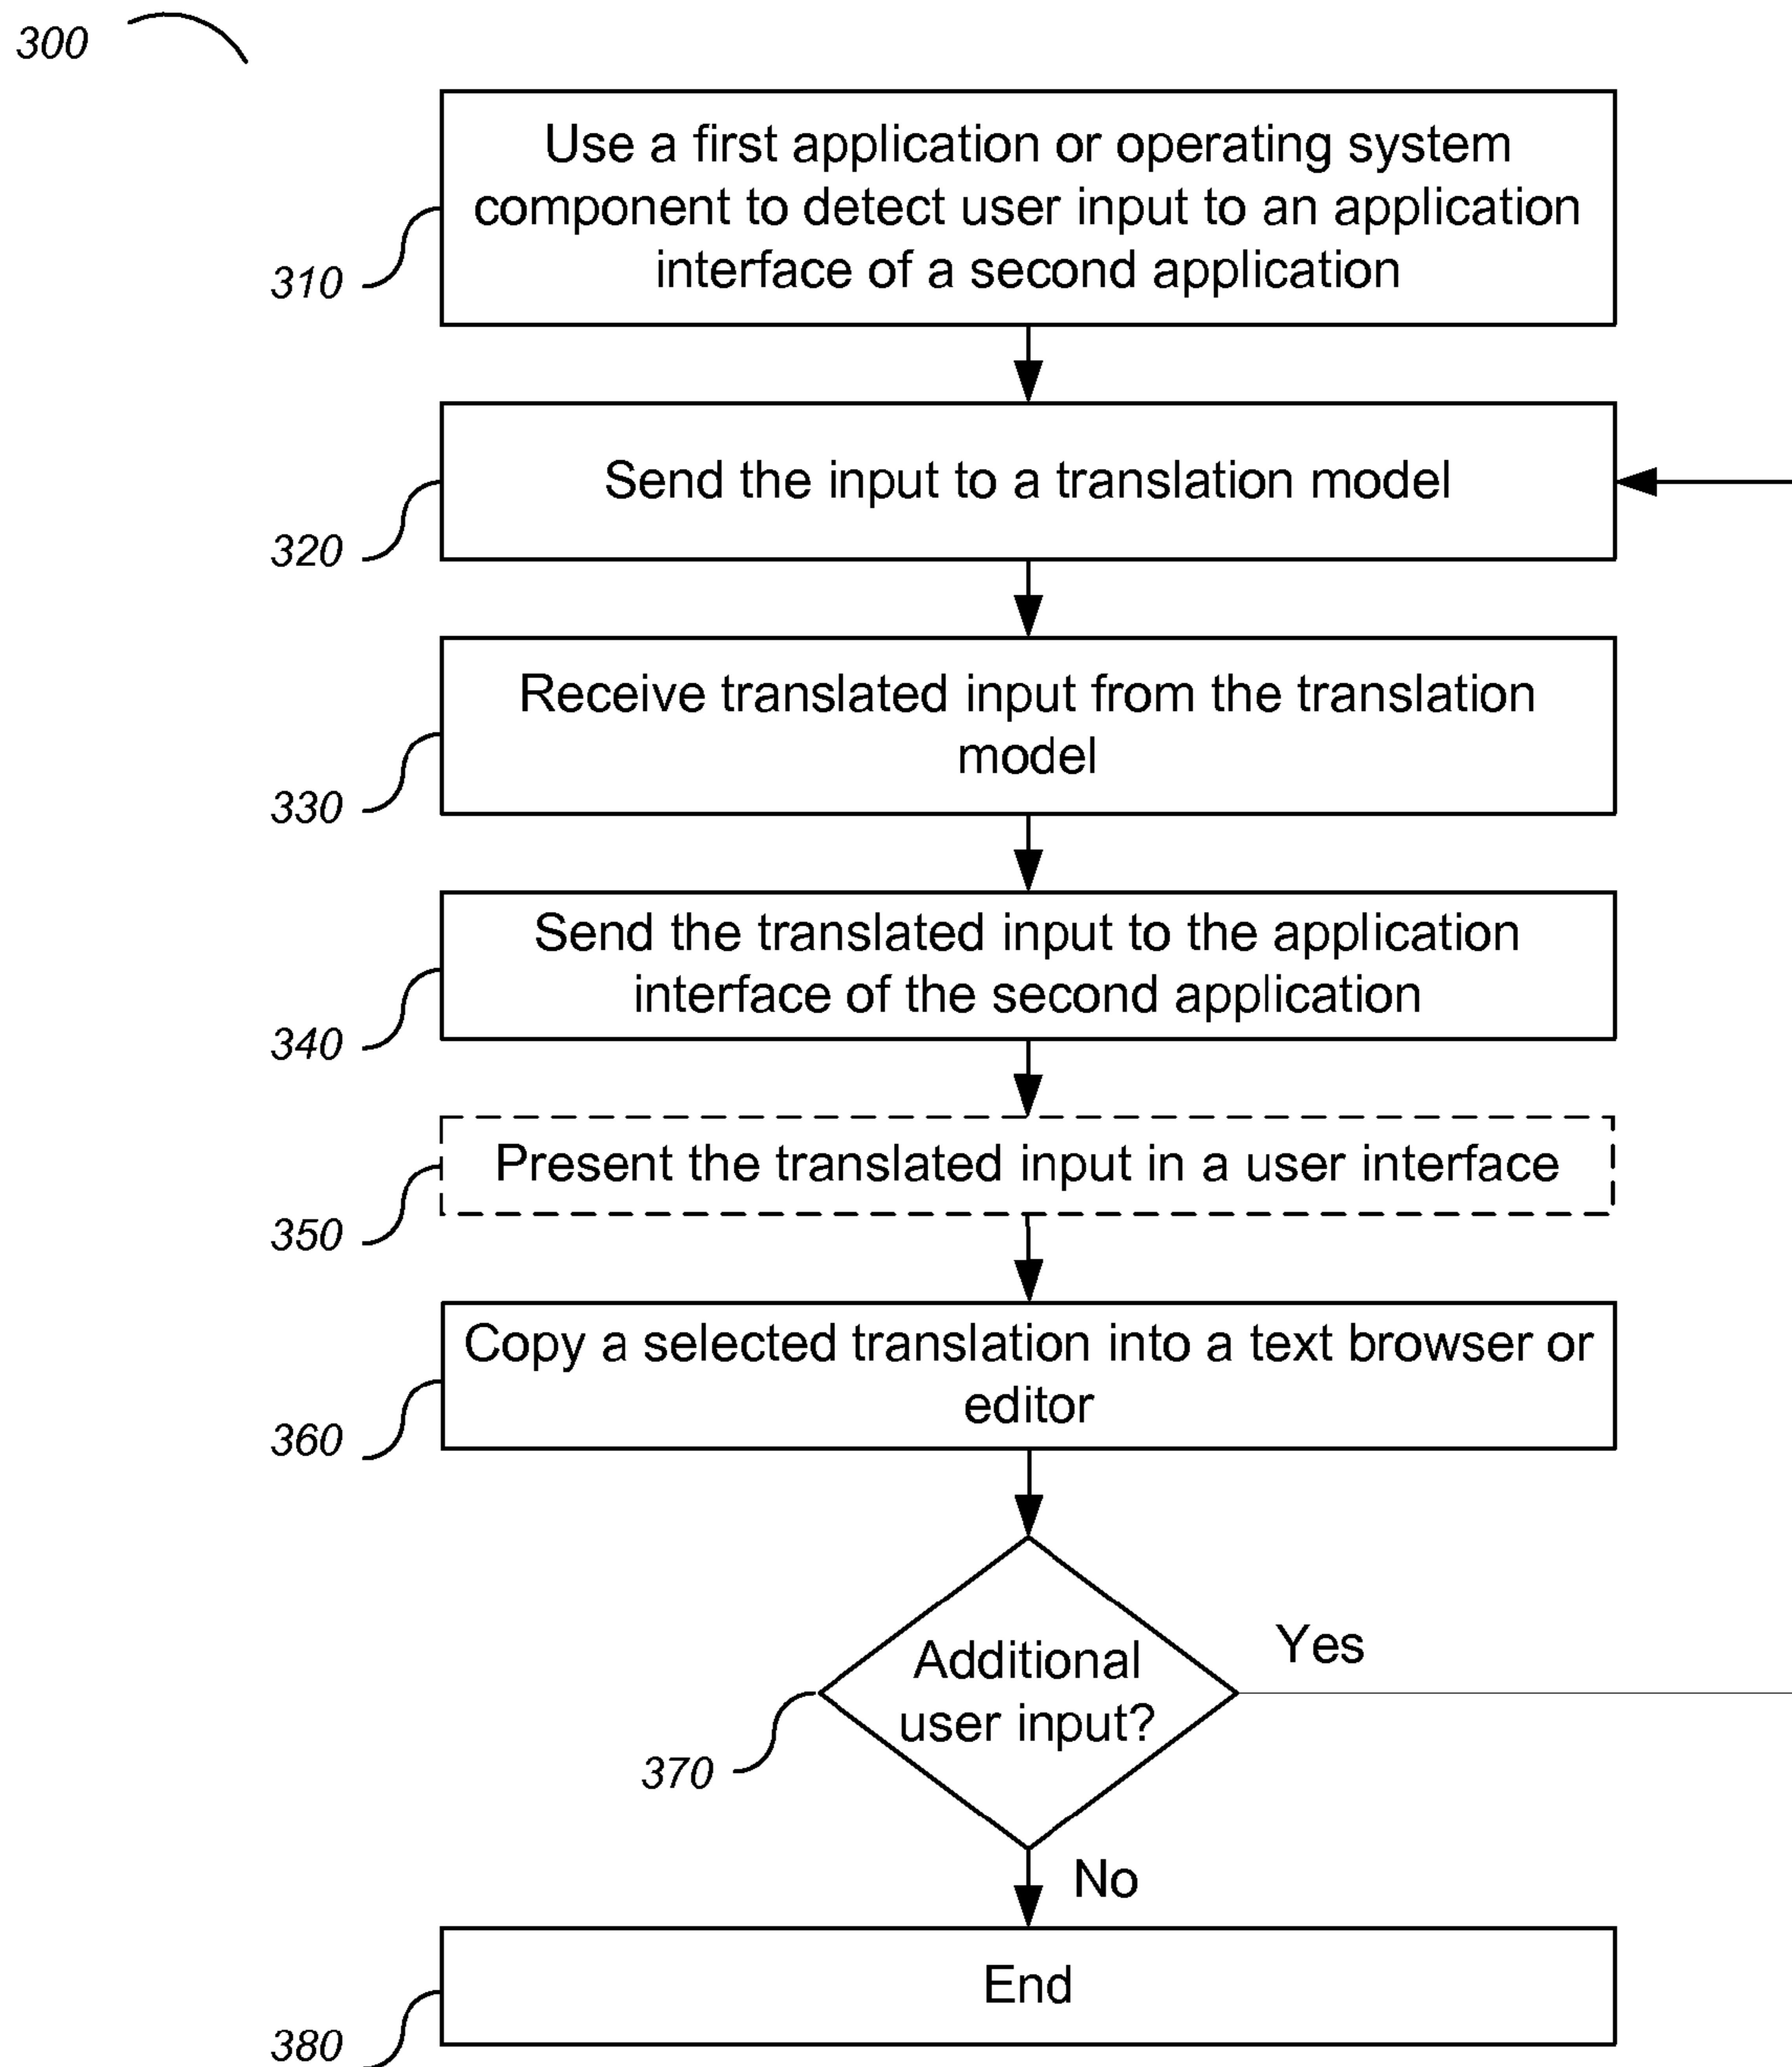 300
Use a first application or operating system
component to detect user input to an application
interface of a second application
310
Send the input to a translation model
320
Receive translated input from the translation
model
330
Send the translated input to the application
interface of the second application
340
Present the translated input in a user interface
350
Copy a selected translation into a text browser or
editor
360
Additional
user input?
Yes
370
No
End
380